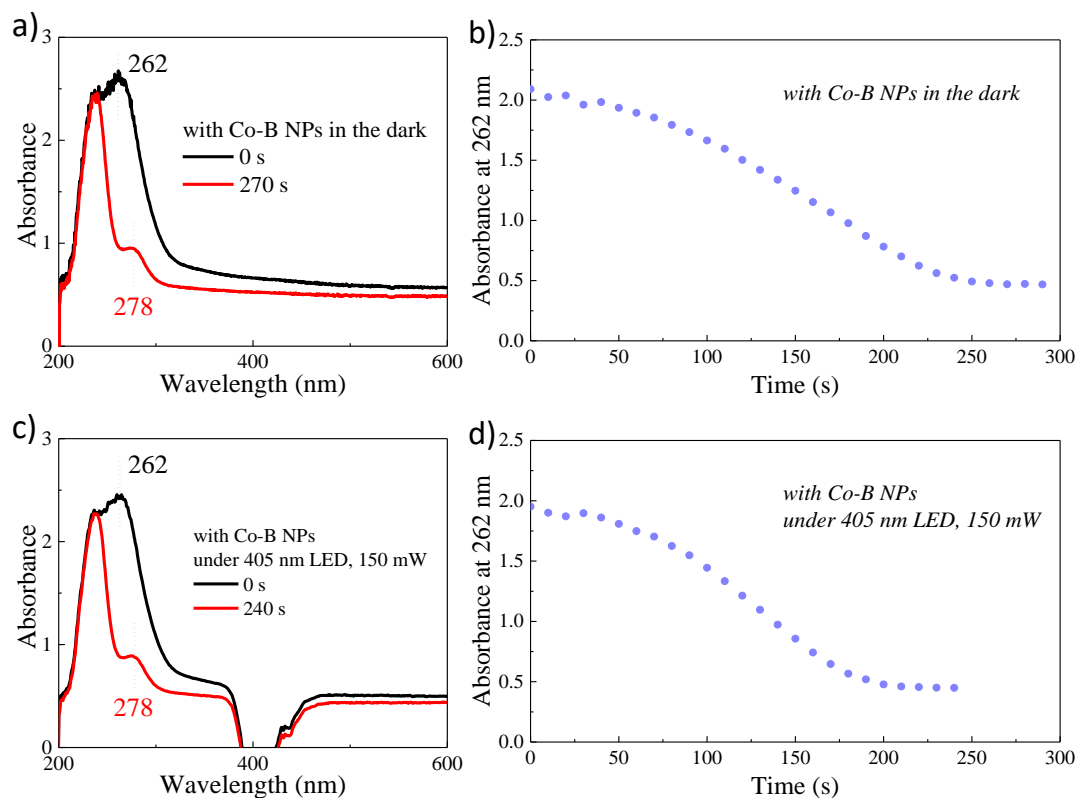 a)
3
2
1
0
Absorbance
262
with Co-B NPs in the dark
0 s
270 s
278
200
300
400
500
600
Wavelength (nm)
b)
2.5
2.0
1.5
1.0
0.5
0.0
Absorbance at 262 nm
with Co-B NPs in the dark
0
50
100
150
200
250
300
Time (s)
c)
3
2
1
0
Absorbance
262
with Co-B NPs
under 405 nm LED, 150 mW
0 s
240 s
278
200
300
400
500
600
Wavelength (nm)
d)
2.5
2.0
1.5
1.0
0.5
0.0
Absorbance at 262 nm
with Co-B NPs
under 405 nm LED, 150 mW
0
50
100
150
200
250
300
Time (s)